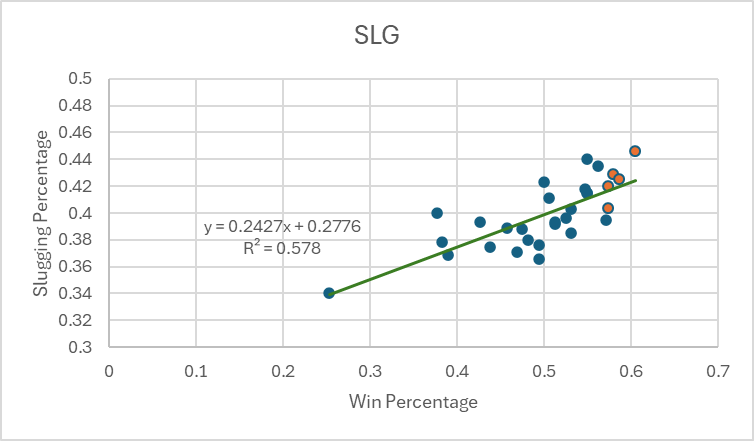 SLG
0.5
0.48
0.46
0.44
0.42
0.4
0.38
0.36
0.34
0.32
0.3
Slugging Percentage
y = 0.2427x + 0.2776
R² = 0.578
0 0.1 0.2 0.3 0.4 0.5 0.6 0.7
Win Percentage